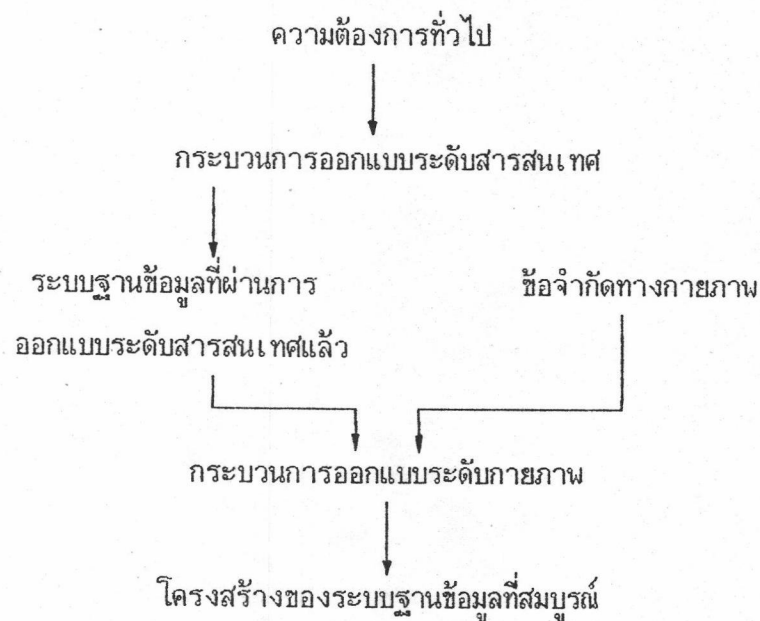 ความต้องการทั่วไป
กระบวนการออกแบบระดับสารสนเทศ
ระบบฐานข้อมูลที่ผ่านการ
ข้อจำกัดทางกายภาพ
ออกแบบระดับสารสนเทศแล้ว
กระบวนการออกแบบระดับกายภาพ
โครงสร้างของระบบฐานข้อมูลที่สมบูรณ์